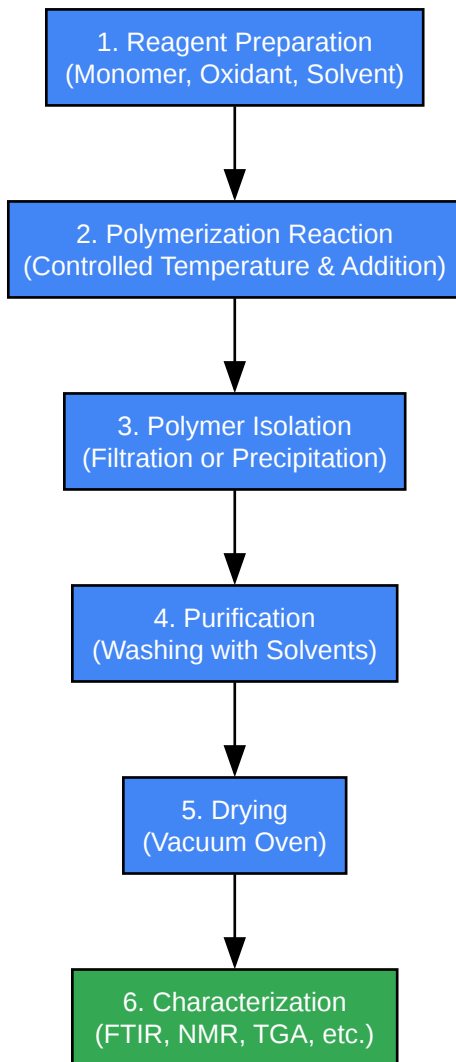 1. Reagent Preparation
(Monomer, Oxidant, Solvent)
2. Polymerization Reaction
(Controlled Temperature & Addition)
3. Polymer Isolation
(Filtration or Precipitation)
4. Purification
(Washing with Solvents)
5. Drying
(Vacuum Oven)
6. Characterization
(FTIR, NMR, TGA, etc.)